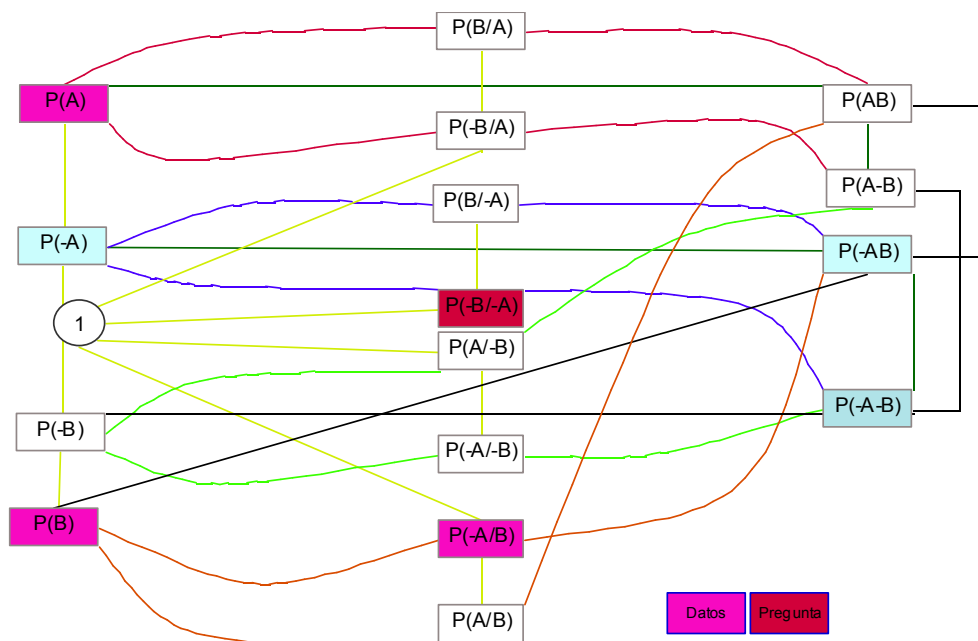 P(B/A)
P(A)
P(AB)
P(-B/A)
P(A-B)
P(B/-A)
P(-A)
P(-AB)
P(-B/-A)
1
P(A/-B)
P(-A-B)
P(-B)
P(-A/-B)
P(B)
P(-A/B)
P(A/B)
Datos
Pregunta